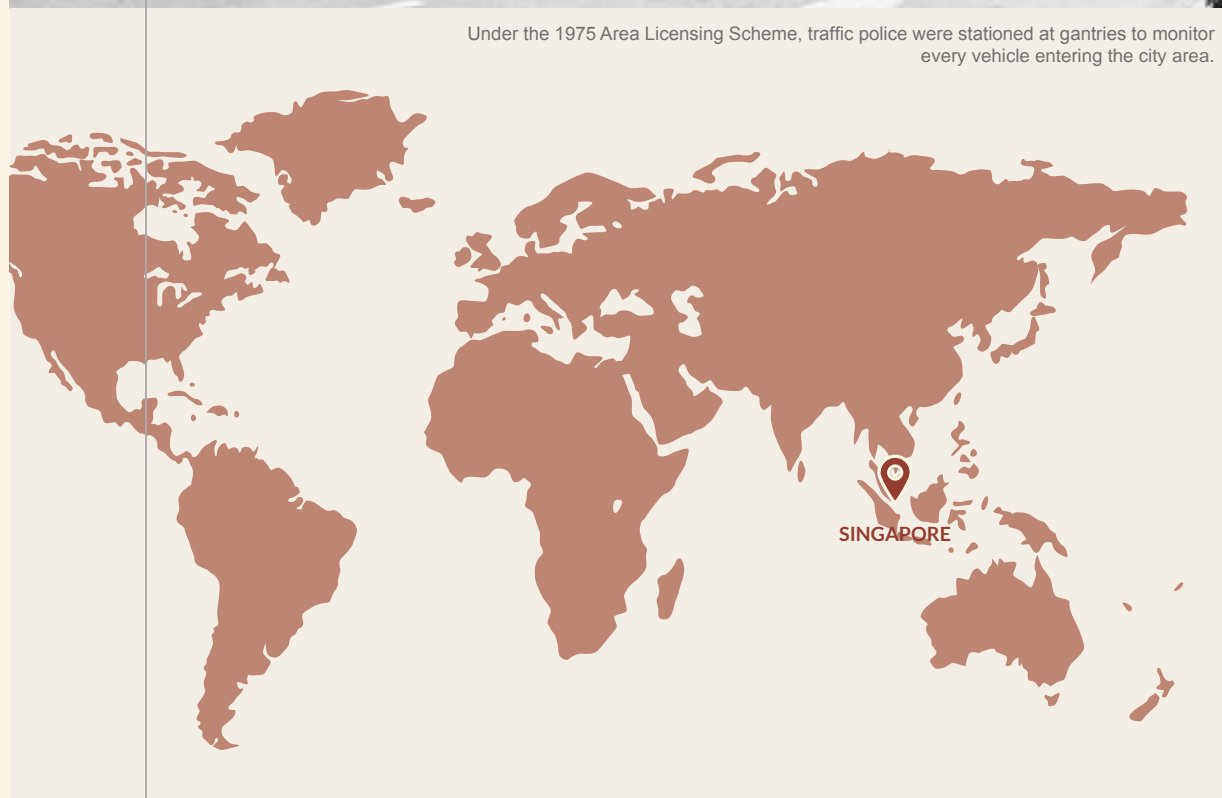 Under the 1975 Area Licensing Scheme, traffic police were stationed at gantries to monitor
every vehicle entering the city area.
SINGAPORE